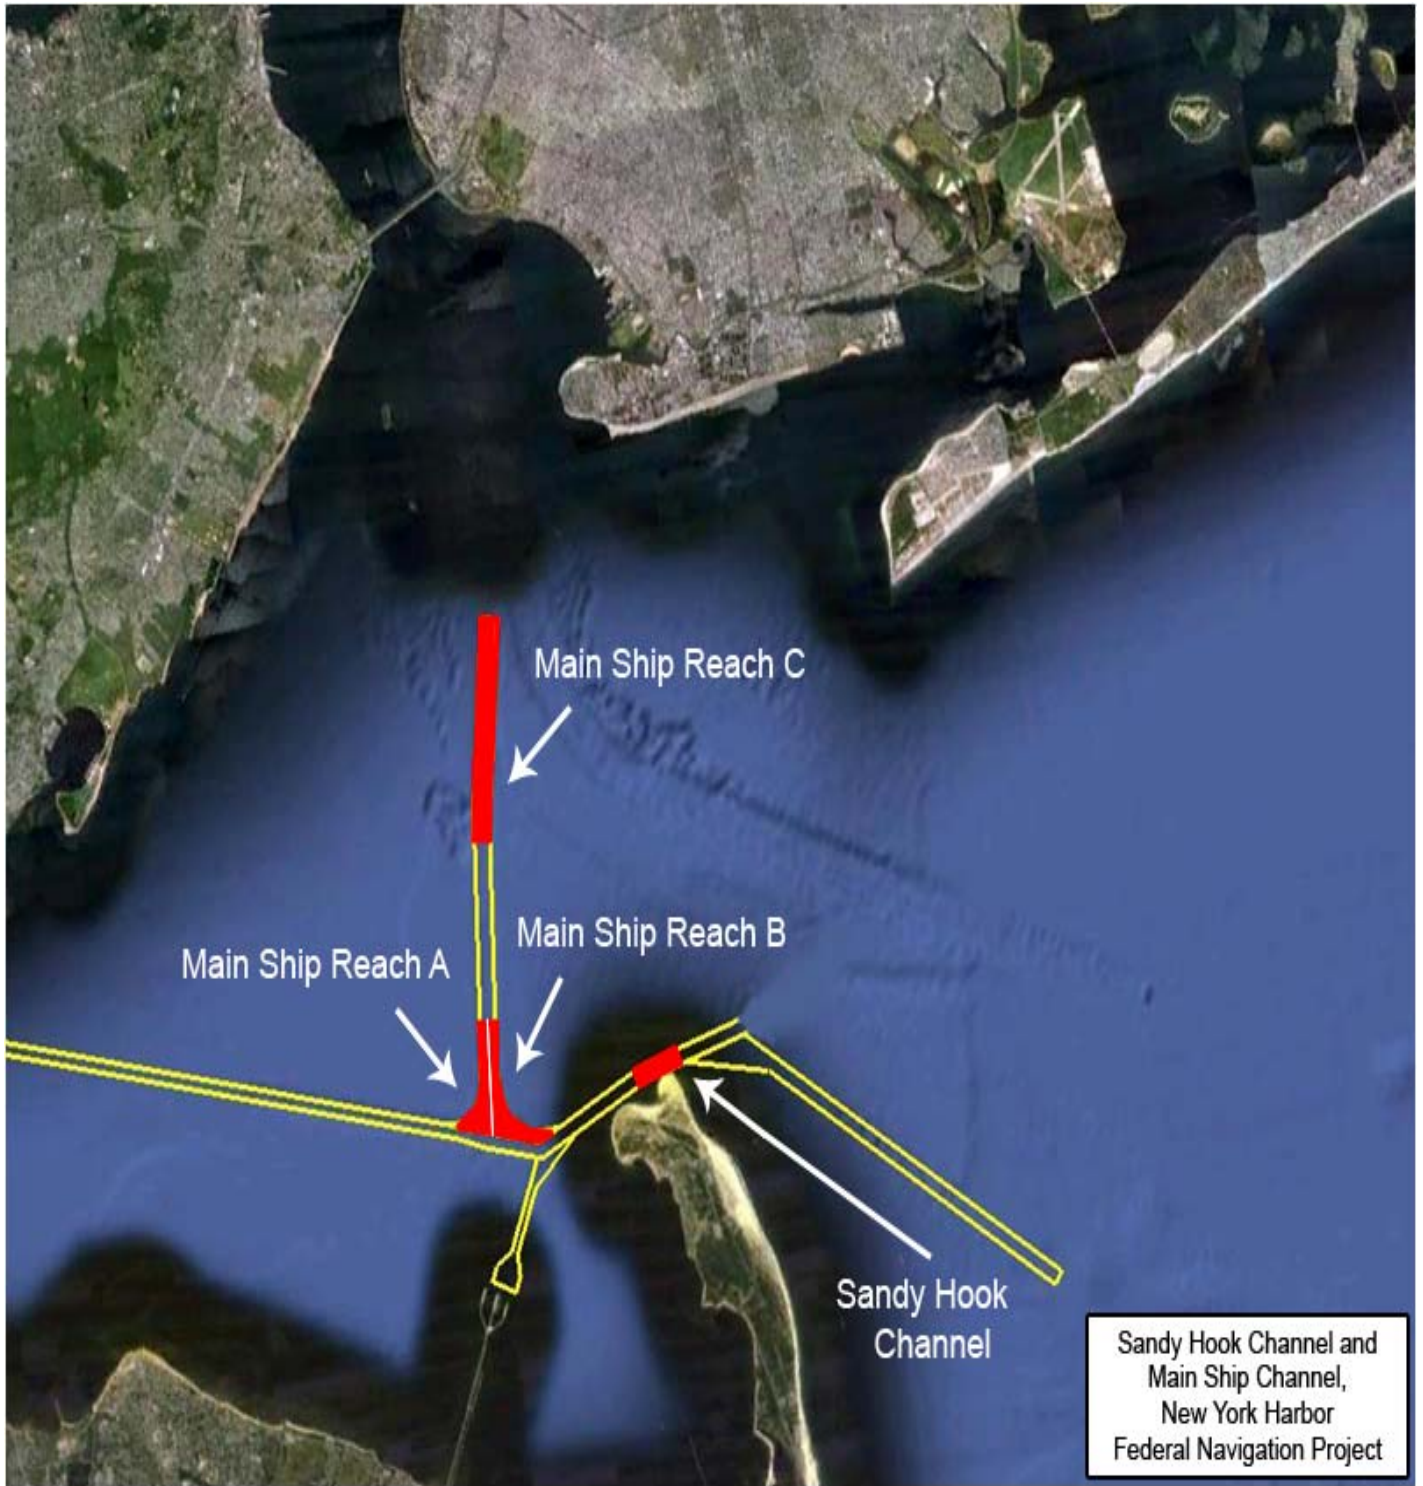 Main Ship Reach C
Main Ship Reach B
Main Ship Reach A
Sandy Hook
Channel
Sandy Hook Channel and
Main Ship Channel,
New York Harbor
Federal Navigation Project